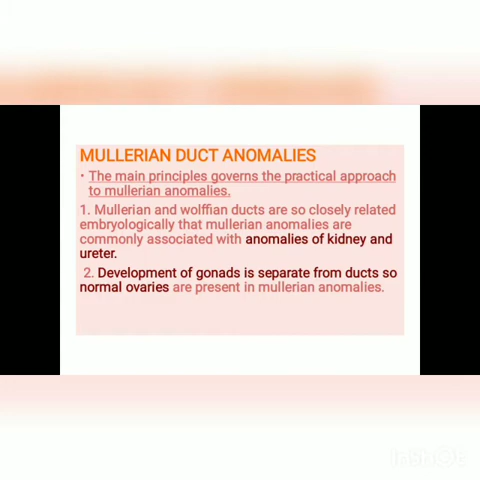 MULLERIAN DUCT ANOMALIES
• The main principles governs the practical approach
to mullerian anomalies.
1. Mullerian and wolffian ducts are so closely related
embryologically that mullerian anomalies are
commonly associated with anomalies of kidney and
ureter.
2. Development of gonads is separate from ducts so
normal ovaries are present in mullerian anomalies.
InShOt